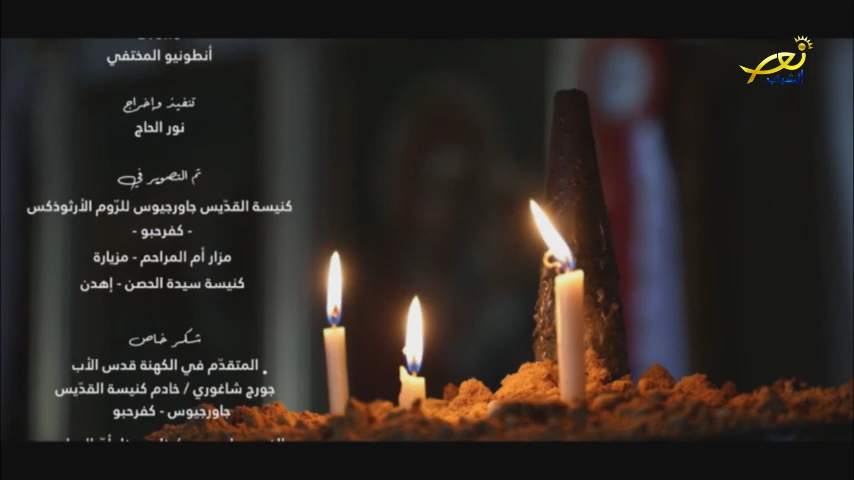 أنطونيو المختفي
تنفيذ وإخراج
نور الحاج
تمّ التصوير في
كنيسة القدّيس جاورجيوس للرّوم الأرثوذكس
- كفرحبو -
مزار أم المراحم - مزيارة
كنيسة سيدة الحصن - إهدن
شكر خاص
المتقدّم في الكهنة قدس الأب
جورج شاغوري / خادم كنيسة القدّيس
جاورجيوس - كفرحبو
نور
الشباب